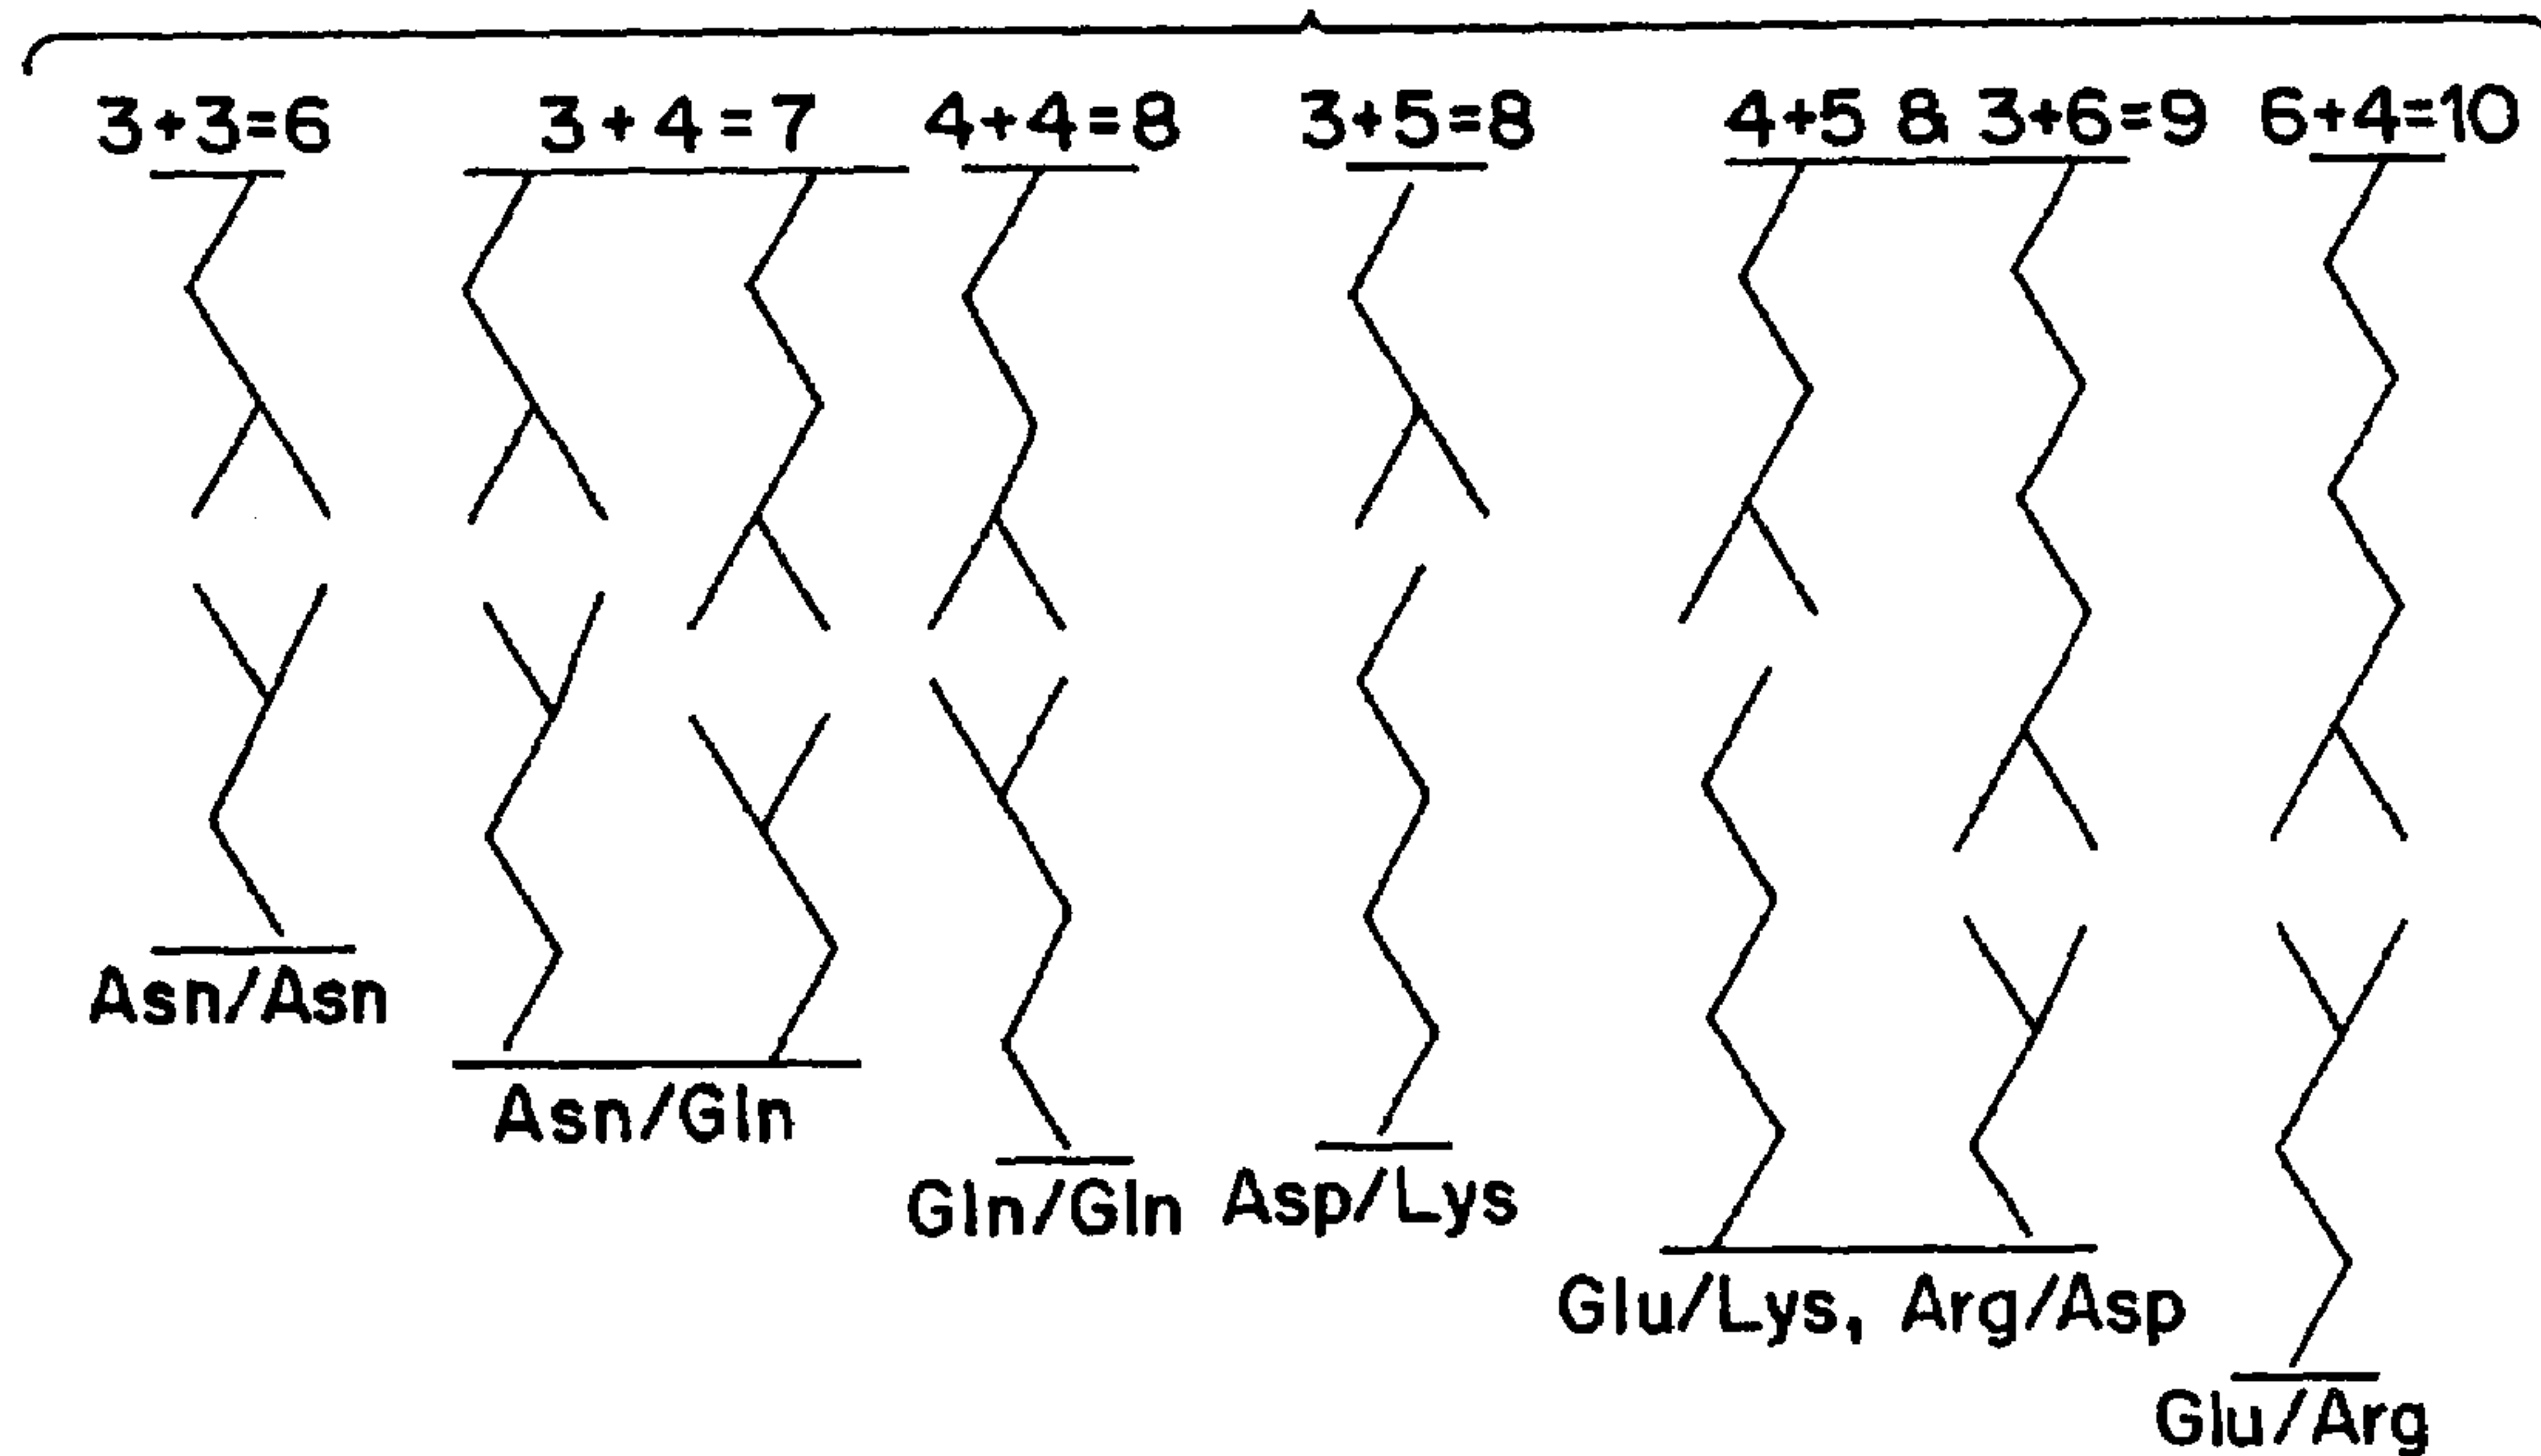 3+3=6 3+4=7 4+4=8 3+5=8 4+5 & 3+6=9 6+4=10
Asn/Asn
Asn/Gln
Gln/Gln Asp/Lys
Glu/Lys, Arg/Asp
Glu/Arg